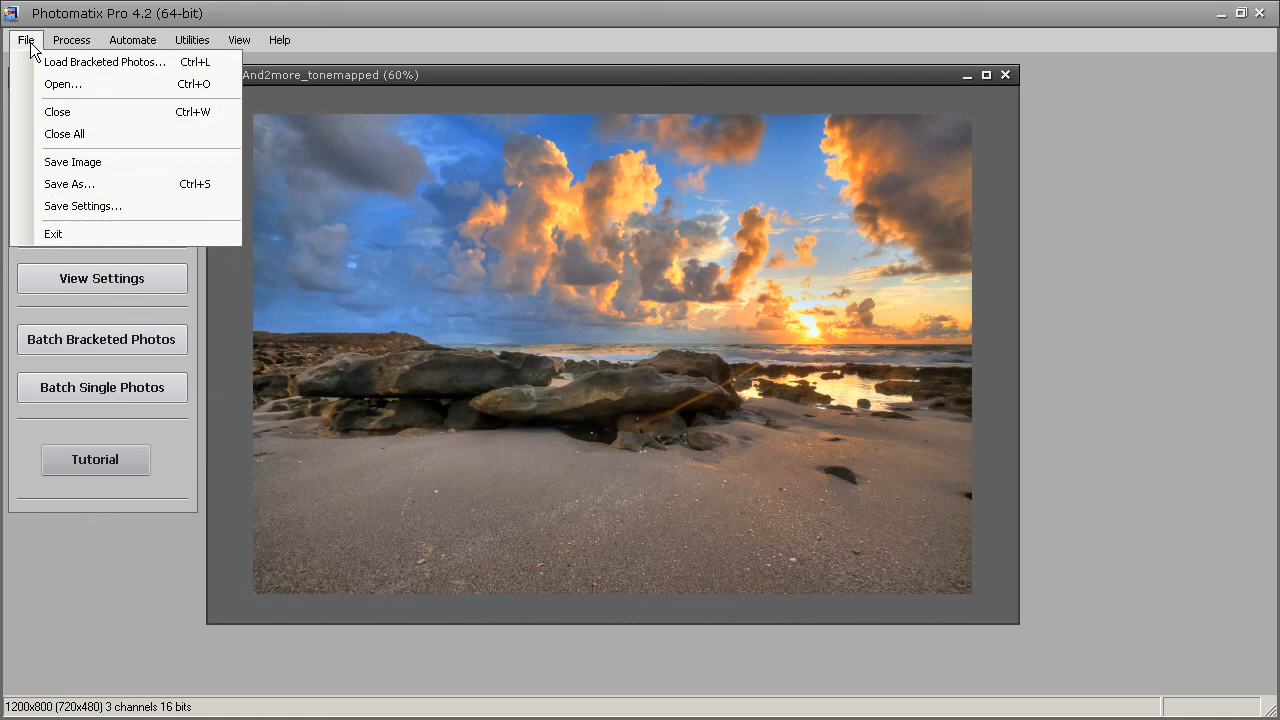 Photomatix Pro 4.2 (64-bit)
File Process Automate Utilities View Help
Load Bracketed Photos... Ctrl+L
Open... Ctrl+O
Close Ctrl+W
Close All
Save Image
Save As... Ctrl+S
Save Settings...
Exit
And2more_tonemapped (60%)
View Settings
Batch Bracketed Photos
Batch Single Photos
Tutorial
1200x800 (720x480) 3 channels 16 bits